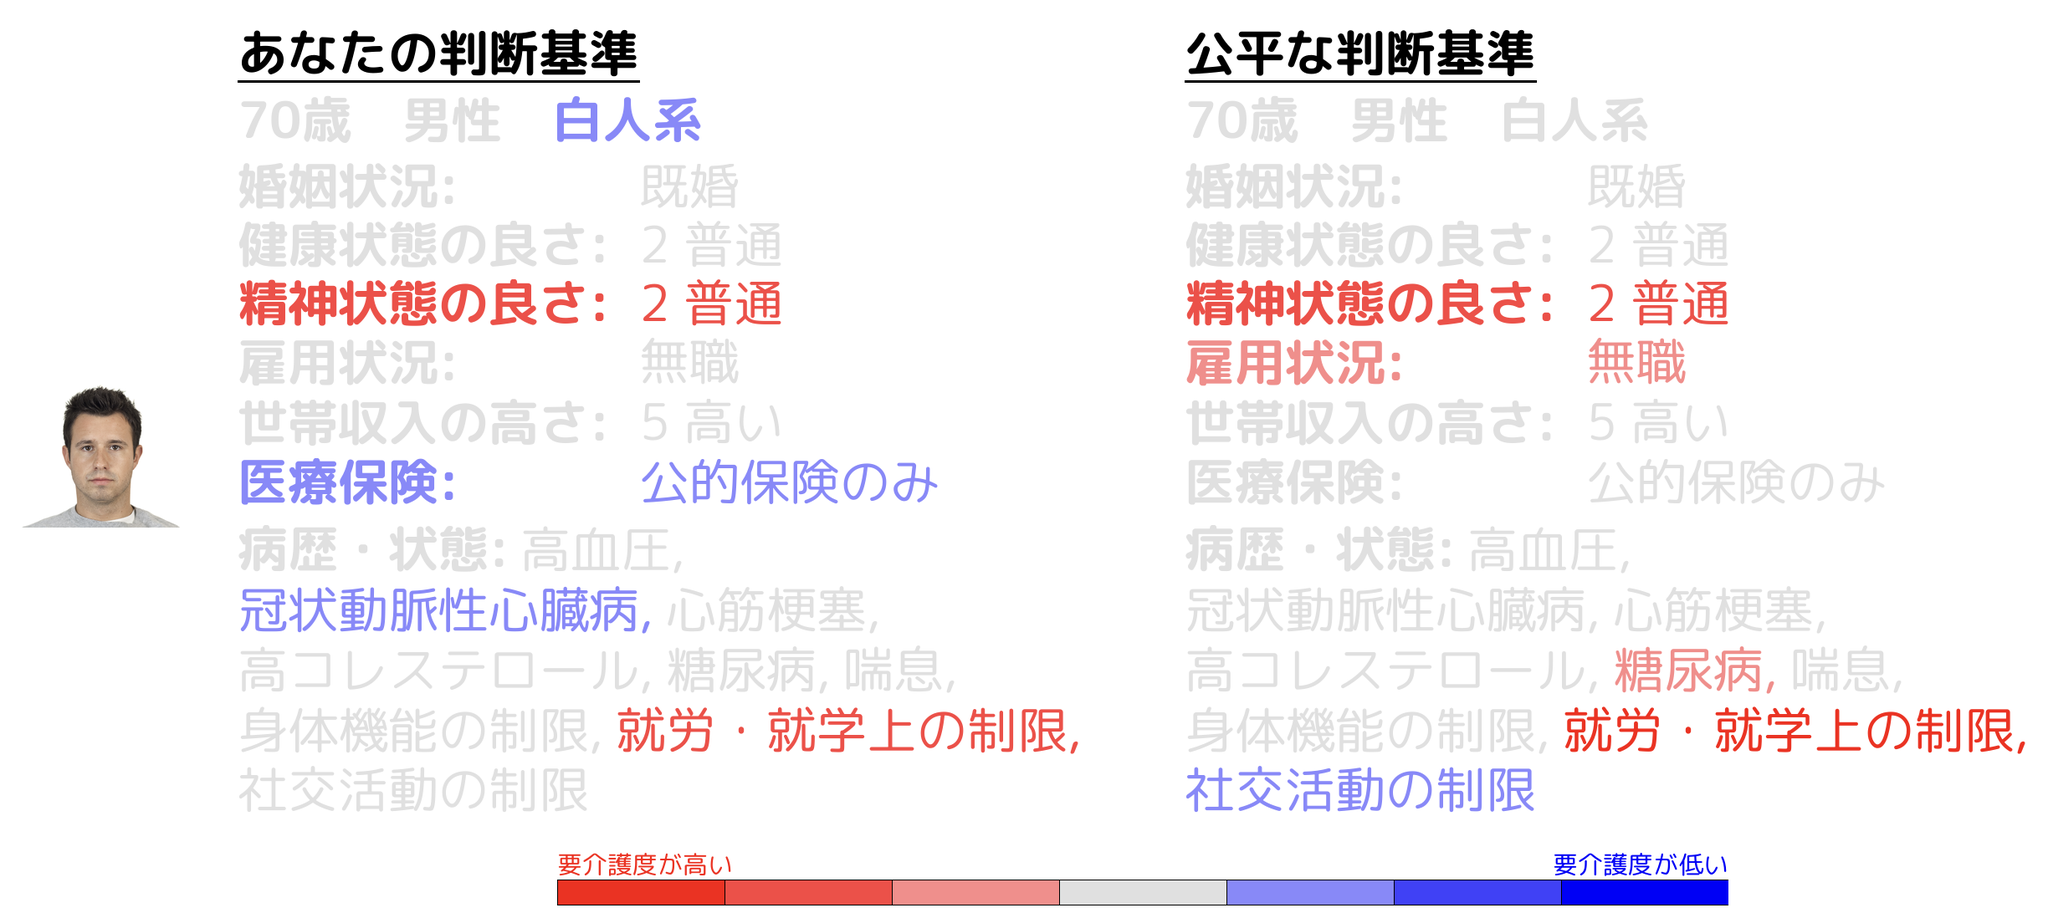 あなたの判断基準
70歳 男性 白人系
婚姻状況: 既婚
健康状態の良さ: 2 普通
精神状態の良さ: 2 普通
雇用状況: 無職
世帯収入の高さ: 5 高い
医療保険: 公的保険のみ
病歴・状態: 高血圧,
冠状動脈性心臓病, 心筋梗塞,
高コレステロール, 糖尿病, 喘息,
身体機能の制限, 就労・就学上の制限,
社交活動の制限
公平な判断基準
70歳 男性 白人系
婚姻状況: 既婚
健康状態の良さ: 2 普通
精神状態の良さ: 2 普通
雇用状況: 無職
世帯収入の高さ: 5 高い
医療保険: 公的保険のみ
病歴・状態: 高血圧,
冠状動脈性心臓病, 心筋梗塞,
高コレステロール, 糖尿病, 喘息,
身体機能の制限, 就労・就学上の制限,
社交活動の制限
要介護度が高い
要介護度が低い